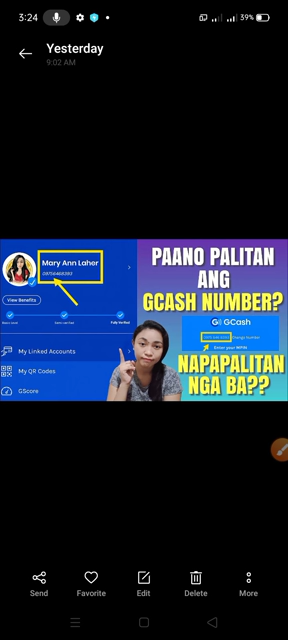 3:24
39%
Yesterday
9:02 AM
Mary Ann Laher
View Benefits
Fully Verified
My Linked Accounts
My QR Codes
GScore
PAANO PALITAN
ANG
GCASH NUMBER?
GCash
Change Number
Enter your MPIN
NAPAPALITAN
NGA BA??
Send
Favorite
Edit
Delete
More